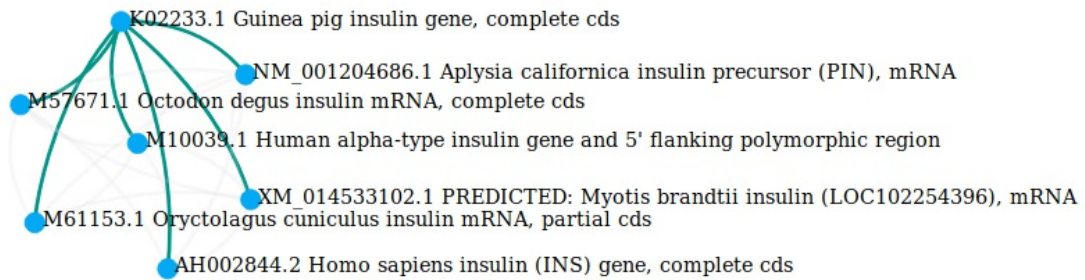 K02233.1 Guinea pig insulin gene, complete cds
NM_001204686.1 Aplysia californica insulin precursor (PIN), mRNA
M57671.1 Octodon degus insulin mRNA, complete cds
M10039.1 Human alpha-type insulin gene and 5' flanking polymorphic region
XM_014533102.1 PREDICTED: Myotis brandtii insulin (LOC102254396), mRNA
M61153.1 Oryctolagus cuniculus insulin mRNA, partial cds
AH002844.2 Homo sapiens insulin (INS) gene, complete cds